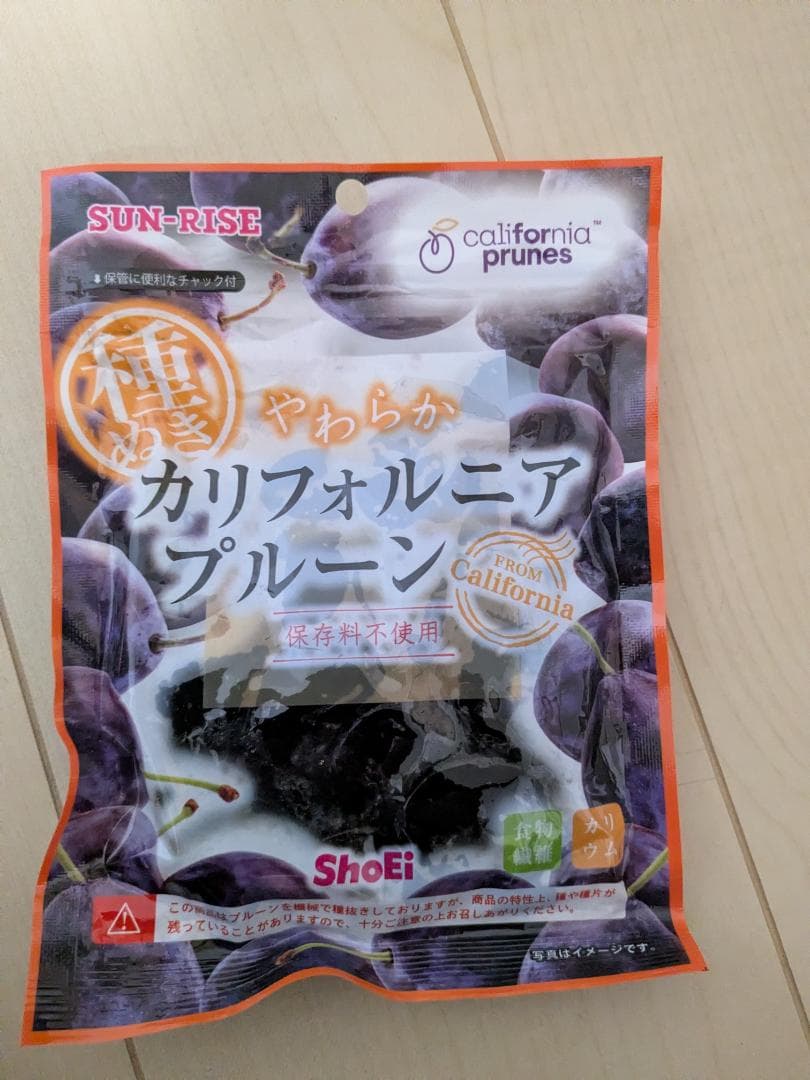 SUN-RISE
california™
prunes
⬇保管に便利なチャック付
種
ぬき
やわらか
カリフォルニア
プルーン
FROM
California
保存料不使用
食物
繊維
カリ
ウム
ShoEi
この商品はプルーンを機械で種抜きしておりますが、商品の特性上、種や種片が
残っていることがありますので、十分ご注意の上お召しあがりください。
写真はイメージです。